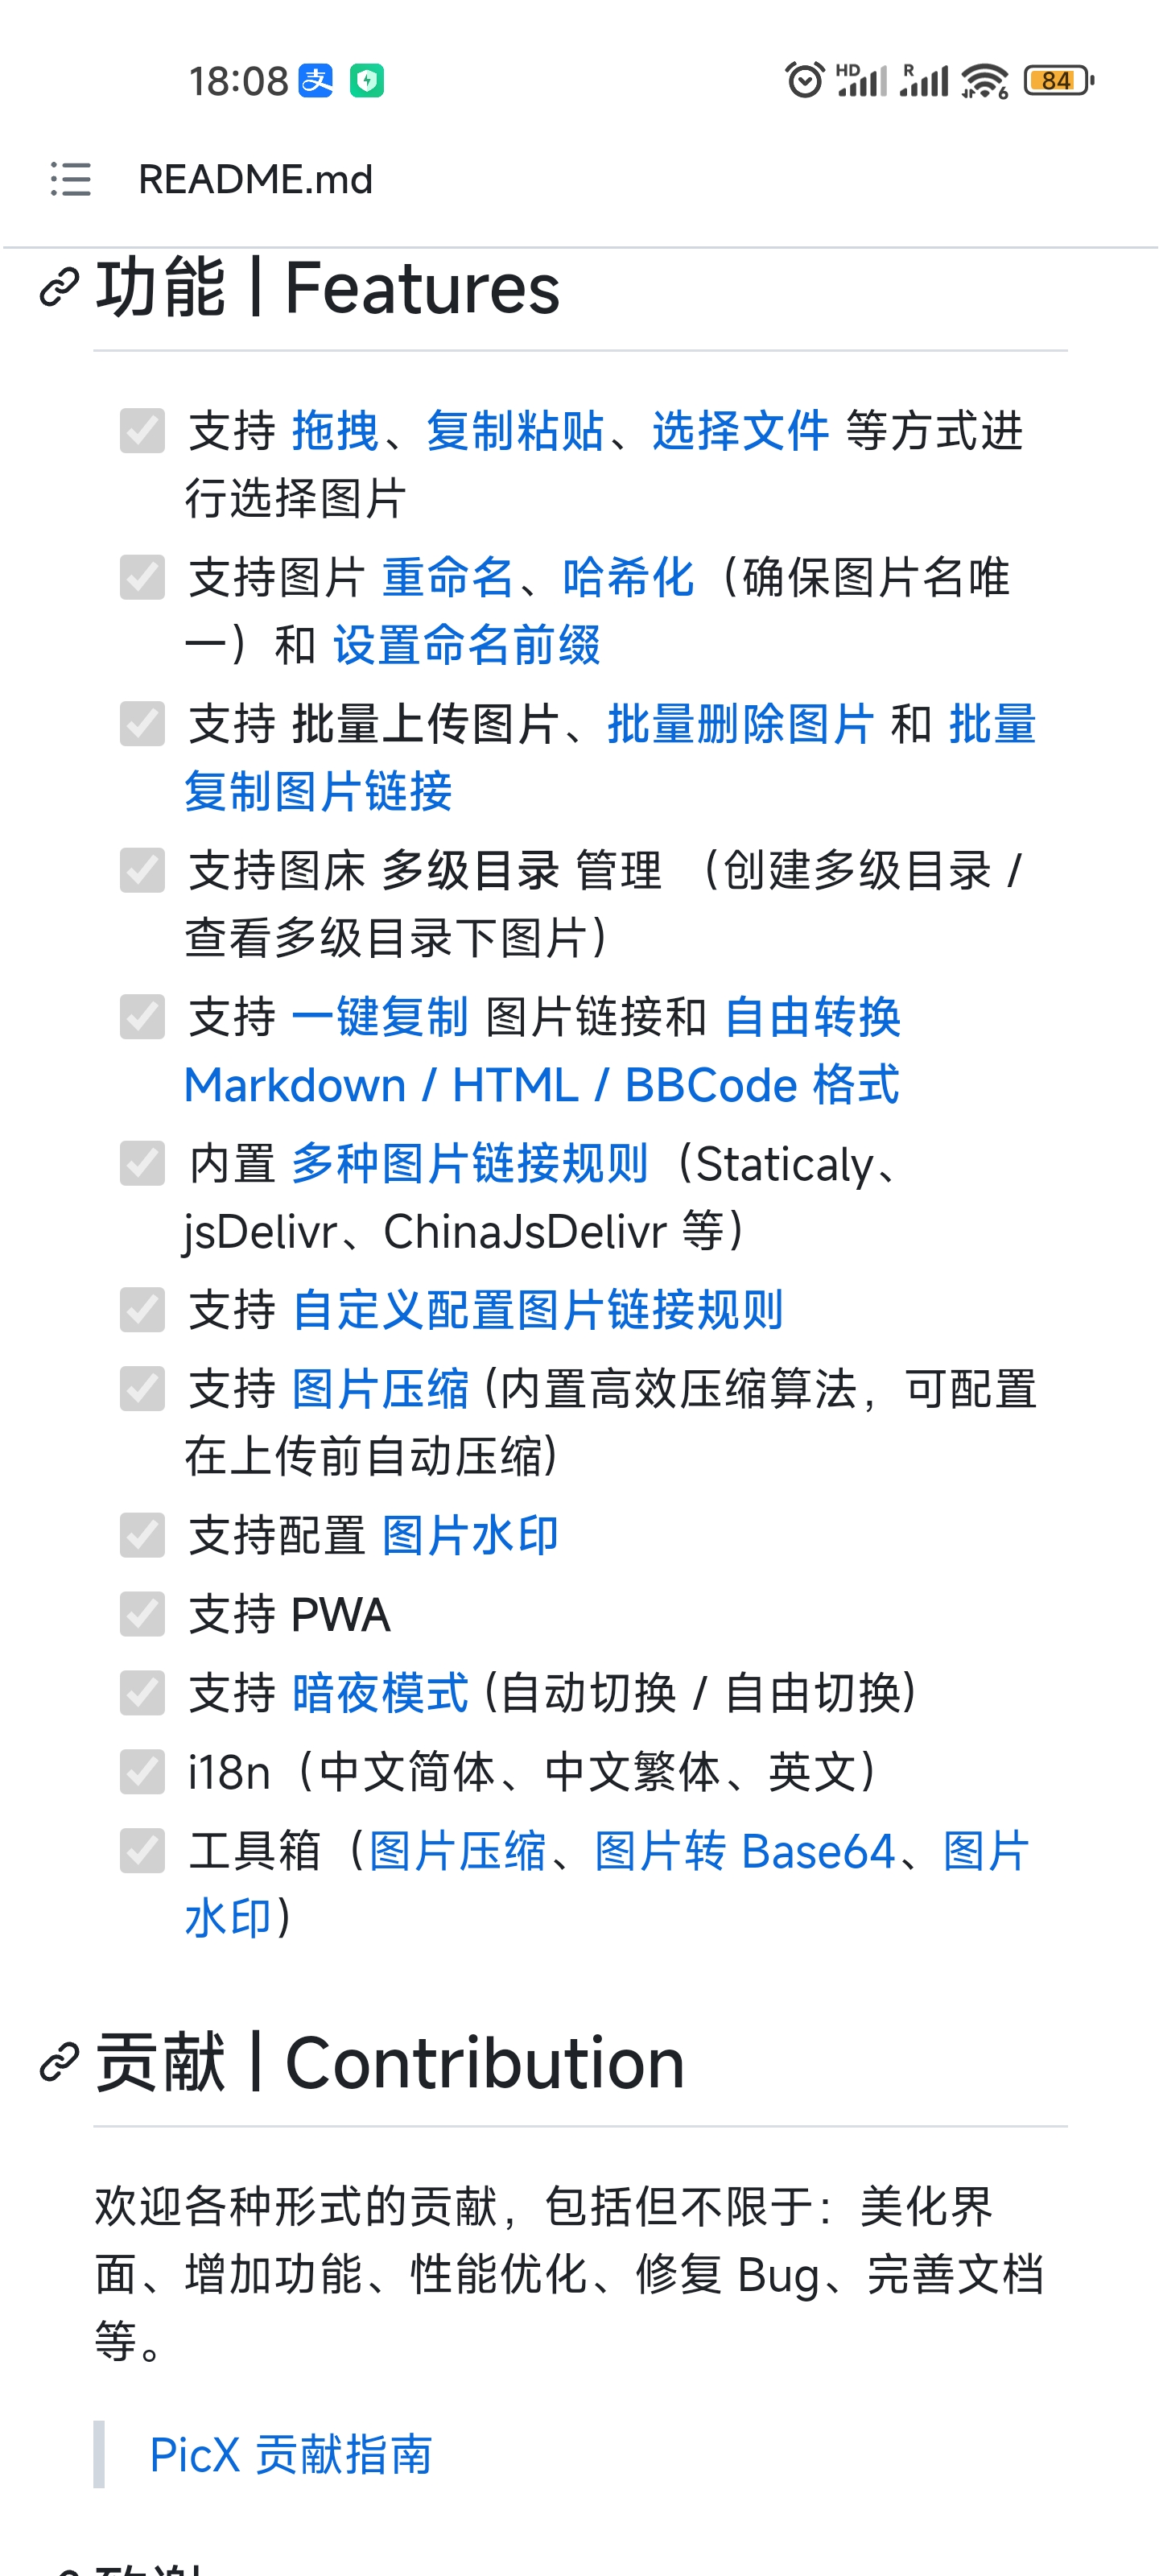 18:08 支 HD R 6 84
README.md
功能 | Features
支持 拖拽、复制粘贴、选择文件 等方式进
行选择图片
支持图片 重命名、哈希化（确保图片名唯
一）和 设置命名前缀
支持 批量上传图片、批量删除图片 和 批量
复制图片链接
支持图床 多级目录 管理 （创建多级目录 /
查看多级目录下图片）
支持 一键复制 图片链接和 自由转换
Markdown / HTML / BBCode 格式
内置 多种图片链接规则（Staticaly、
jsDelivr、ChinaJsDelivr 等）
支持 自定义配置图片链接规则
支持 图片压缩 (内置高效压缩算法，可配置
在上传前自动压缩)
支持配置 图片水印
支持 PWA
支持 暗夜模式 (自动切换 / 自由切换)
i18n（中文简体、中文繁体、英文）
工具箱（图片压缩、图片转 Base64、图片
水印）
贡献 | Contribution
欢迎各种形式的贡献，包括但不限于：美化界
面、增加功能、性能优化、修复 Bug、完善文档
等。
PicX 贡献指南